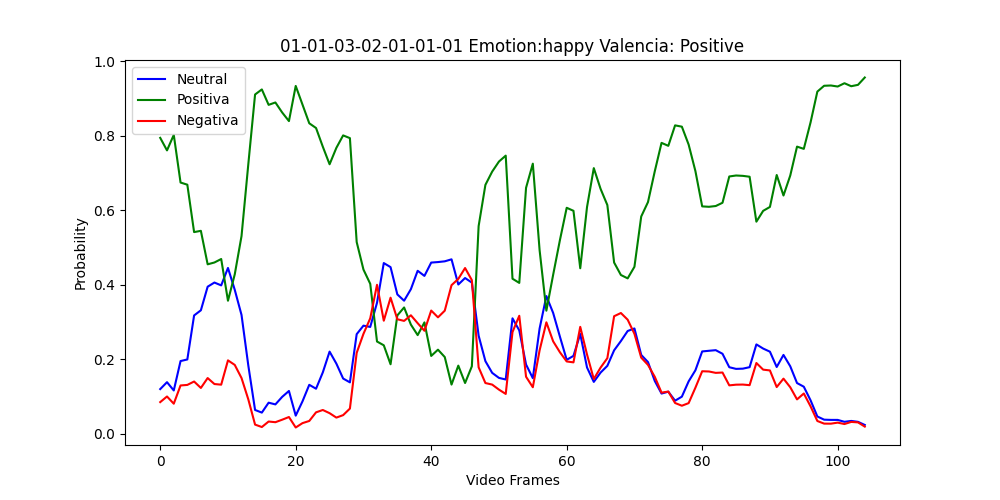 01-01-03-02-01-01-01 Emotion:happy Valencia: Positive
Neutral
Positiva
Negativa
Probability
1.0
0.8
0.6
0.4
0.2
0.0
0 20 40 60 80 100
Video Frames